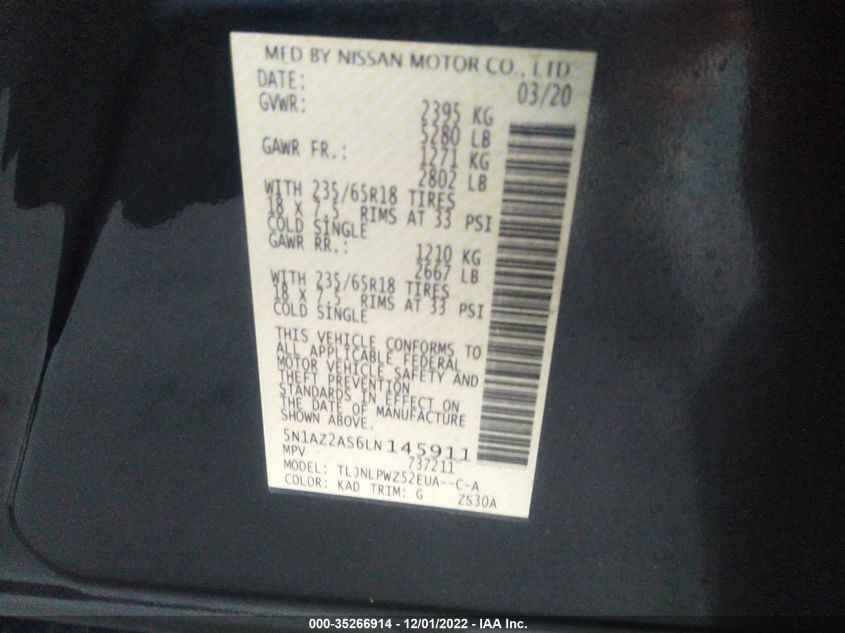 MFD BY NISSAN MOTOR CO., LTD
DATE: 03/20
GVWR: 2395 KG
5280 LB
GAWR FR.: 1271 KG
2802 LB
WITH 235/65R18 TIRES
18 X 7.5 RIMS AT 33 PSI
COLD SINGLE
GAWR RR.: 1210 KG
2667 LB
WITH 235/65R18 TIRES
18 X 7.5 RIMS AT 33 PSI
COLD SINGLE
THIS VEHICLE CONFORMS TO
ALL APPLICABLE FEDERAL
MOTOR VEHICLE SAFETY AND
THEFT PREVENTION
STANDARDS IN EFFECT ON
THE DATE OF MANUFACTURE
SHOWN ABOVE.
5N1AZ2AS6LN145911
MPV 737211
MODEL: TLJNLPWZ52EUA--C-A
COLOR: KAD TRIM: G ZS30A
000-35266914 - 12/01/2022 - IAA Inc.